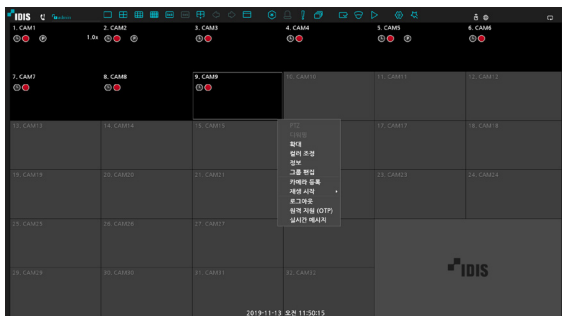 IDIS
1. CAM1
2. CAM2
3. CAM3
4. CAM4
5. CAM5
6. CAM6
1.0x
7. CAM7
8. CAM8
9. CAM9
10. CAM10
11. CAM11
12. CAM12
13. CAM13
14. CAM14
15. CAM15
PTZ
17. CAM17
18. CAM18
확대
컬러 조정
정보
그룹 편집
카메라 등록
재생 시작
로그아웃
원격 지원 (OTP)
실시간 메시지
19. CAM19
20. CAM20
21. CAM21
23. CAM23
24. CAM24
25. CAM25
26. CAM26
27. CAM27
28. CAM28
30. CAM30
31. CAM31
32. CAM32
IDIS
2019-11-13 오전 11:50:15